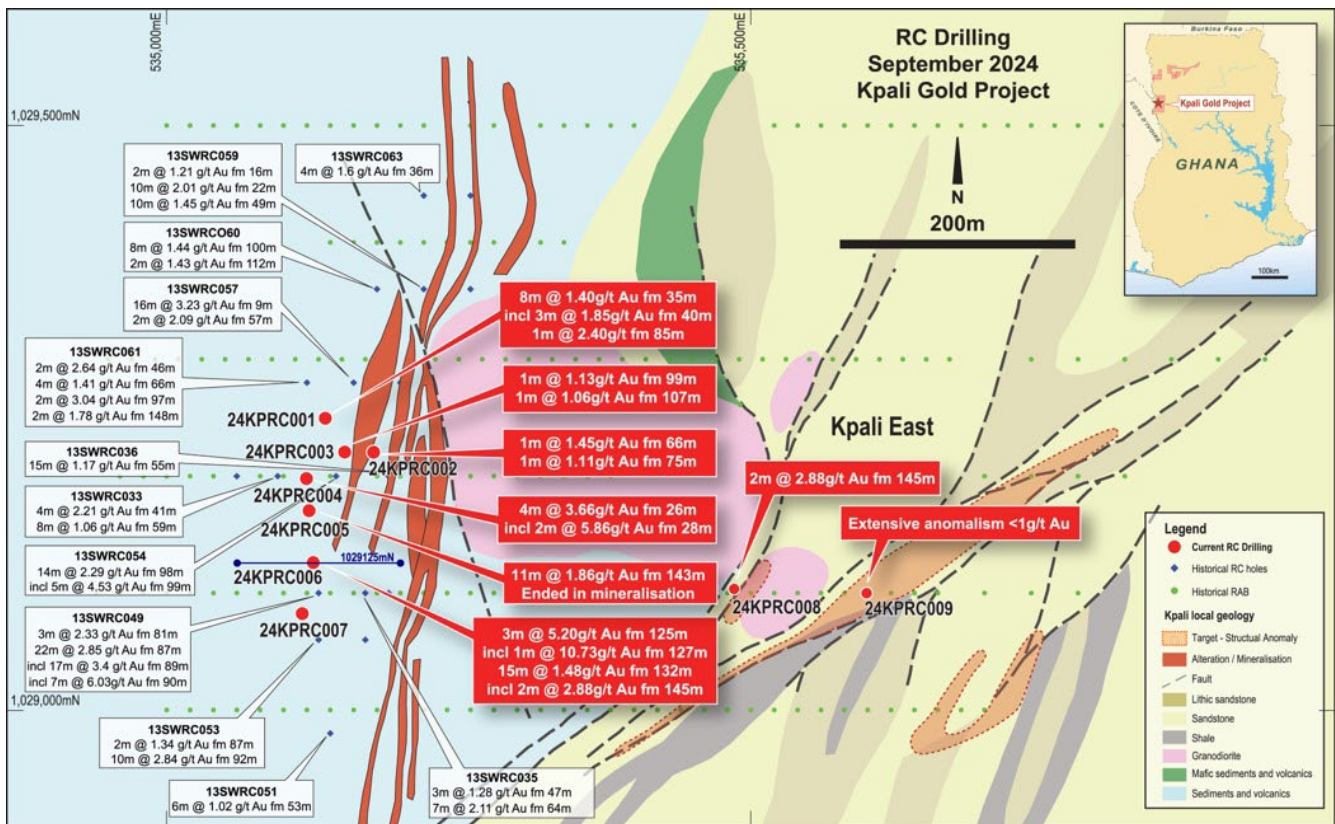 535,000mE
535,500mE
RC Drilling
September 2024
Kpali Gold Project
Burkina Faso
Kpali Gold Project
COTE D'IVOIRE
GHANA
100km
1,029,500mN
13SWRC059
2m @ 1.21 g/t Au fm 16m
10m @ 2.01 g/t Au fm 22m
10m @ 1.45 g/t Au fm 49m
13SWRC063
4m @ 1.6 g/t Au fm 36m
N
200m
13SWRCO60
8m @ 1.44 g/t Au fm 100m
2m @ 1.43 g/t Au fm 112m
13SWRC057
16m @ 3.23 g/t Au fm 9m
2m @ 2.09 g/t Au fm 57m
8m @ 1.40g/t Au fm 35m
incl 3m @ 1.85g/t Au fm 40m
1m @ 2.40g/t fm 85m
13SWRC061
2m @ 2.64 g/t Au fm 46m
4m @ 1.41 g/t Au fm 66m
2m @ 3.04 g/t Au fm 97m
2m @ 1.78 g/t Au fm 148m
1m @ 1.13g/t Au fm 99m
1m @ 1.06g/t Au fm 107m
24KPRC001
Kpali East
24KPRC003
24KPRC002
1m @ 1.45g/t Au fm 66m
1m @ 1.11g/t Au fm 75m
13SWRC036
15m @ 1.17 g/t Au fm 55m
24KPRC004
2m @ 2.88g/t Au fm 145m
13SWRC033
4m @ 2.21 g/t Au fm 41m
8m @ 1.06 g/t Au fm 59m
4m @ 3.66g/t Au fm 26m
incl 2m @ 5.86g/t Au fm 28m
24KPRC005
Extensive anomalism <1g/t Au
13SWRC054
14m @ 2.29 g/t Au fm 98m
incl 5m @ 4.53 g/t Au fm 99m
1029125mN
24KPRC006
11m @ 1.86g/t Au fm 143m
Ended in mineralisation
24KPRC008
24KPRC009
13SWRC049
3m @ 2.33 g/t Au fm 81m
22m @ 2.85 g/t Au fm 87m
incl 17m @ 3.4 g/t Au fm 89m
incl 7m @ 6.03g/t Au fm 90m
24KPRC007
3m @ 5.20g/t Au fm 125m
incl 1m @ 10.73g/t Au fm 127m
15m @ 1.48g/t Au fm 132m
incl 2m @ 2.88g/t Au fm 145m
1,029,000mN
13SWRC053
2m @ 1.34 g/t Au fm 87m
10m @ 2.84 g/t Au fm 92m
13SWRC051
6m @ 1.02 g/t Au fm 53m
13SWRC035
3m @ 1.28 g/t Au fm 47m
7m @ 2.11 g/t Au fm 64m
Legend
Current RC Drilling
Historical RC holes
Historical RAB
Kpali local geology
Target - Structual Anomaly
Alteration / Mineralisation
Fault
Lithic sandstone
Sandstone
Shale
Granodiorite
Mafic sediments and volcanics
Sediments and volcanics